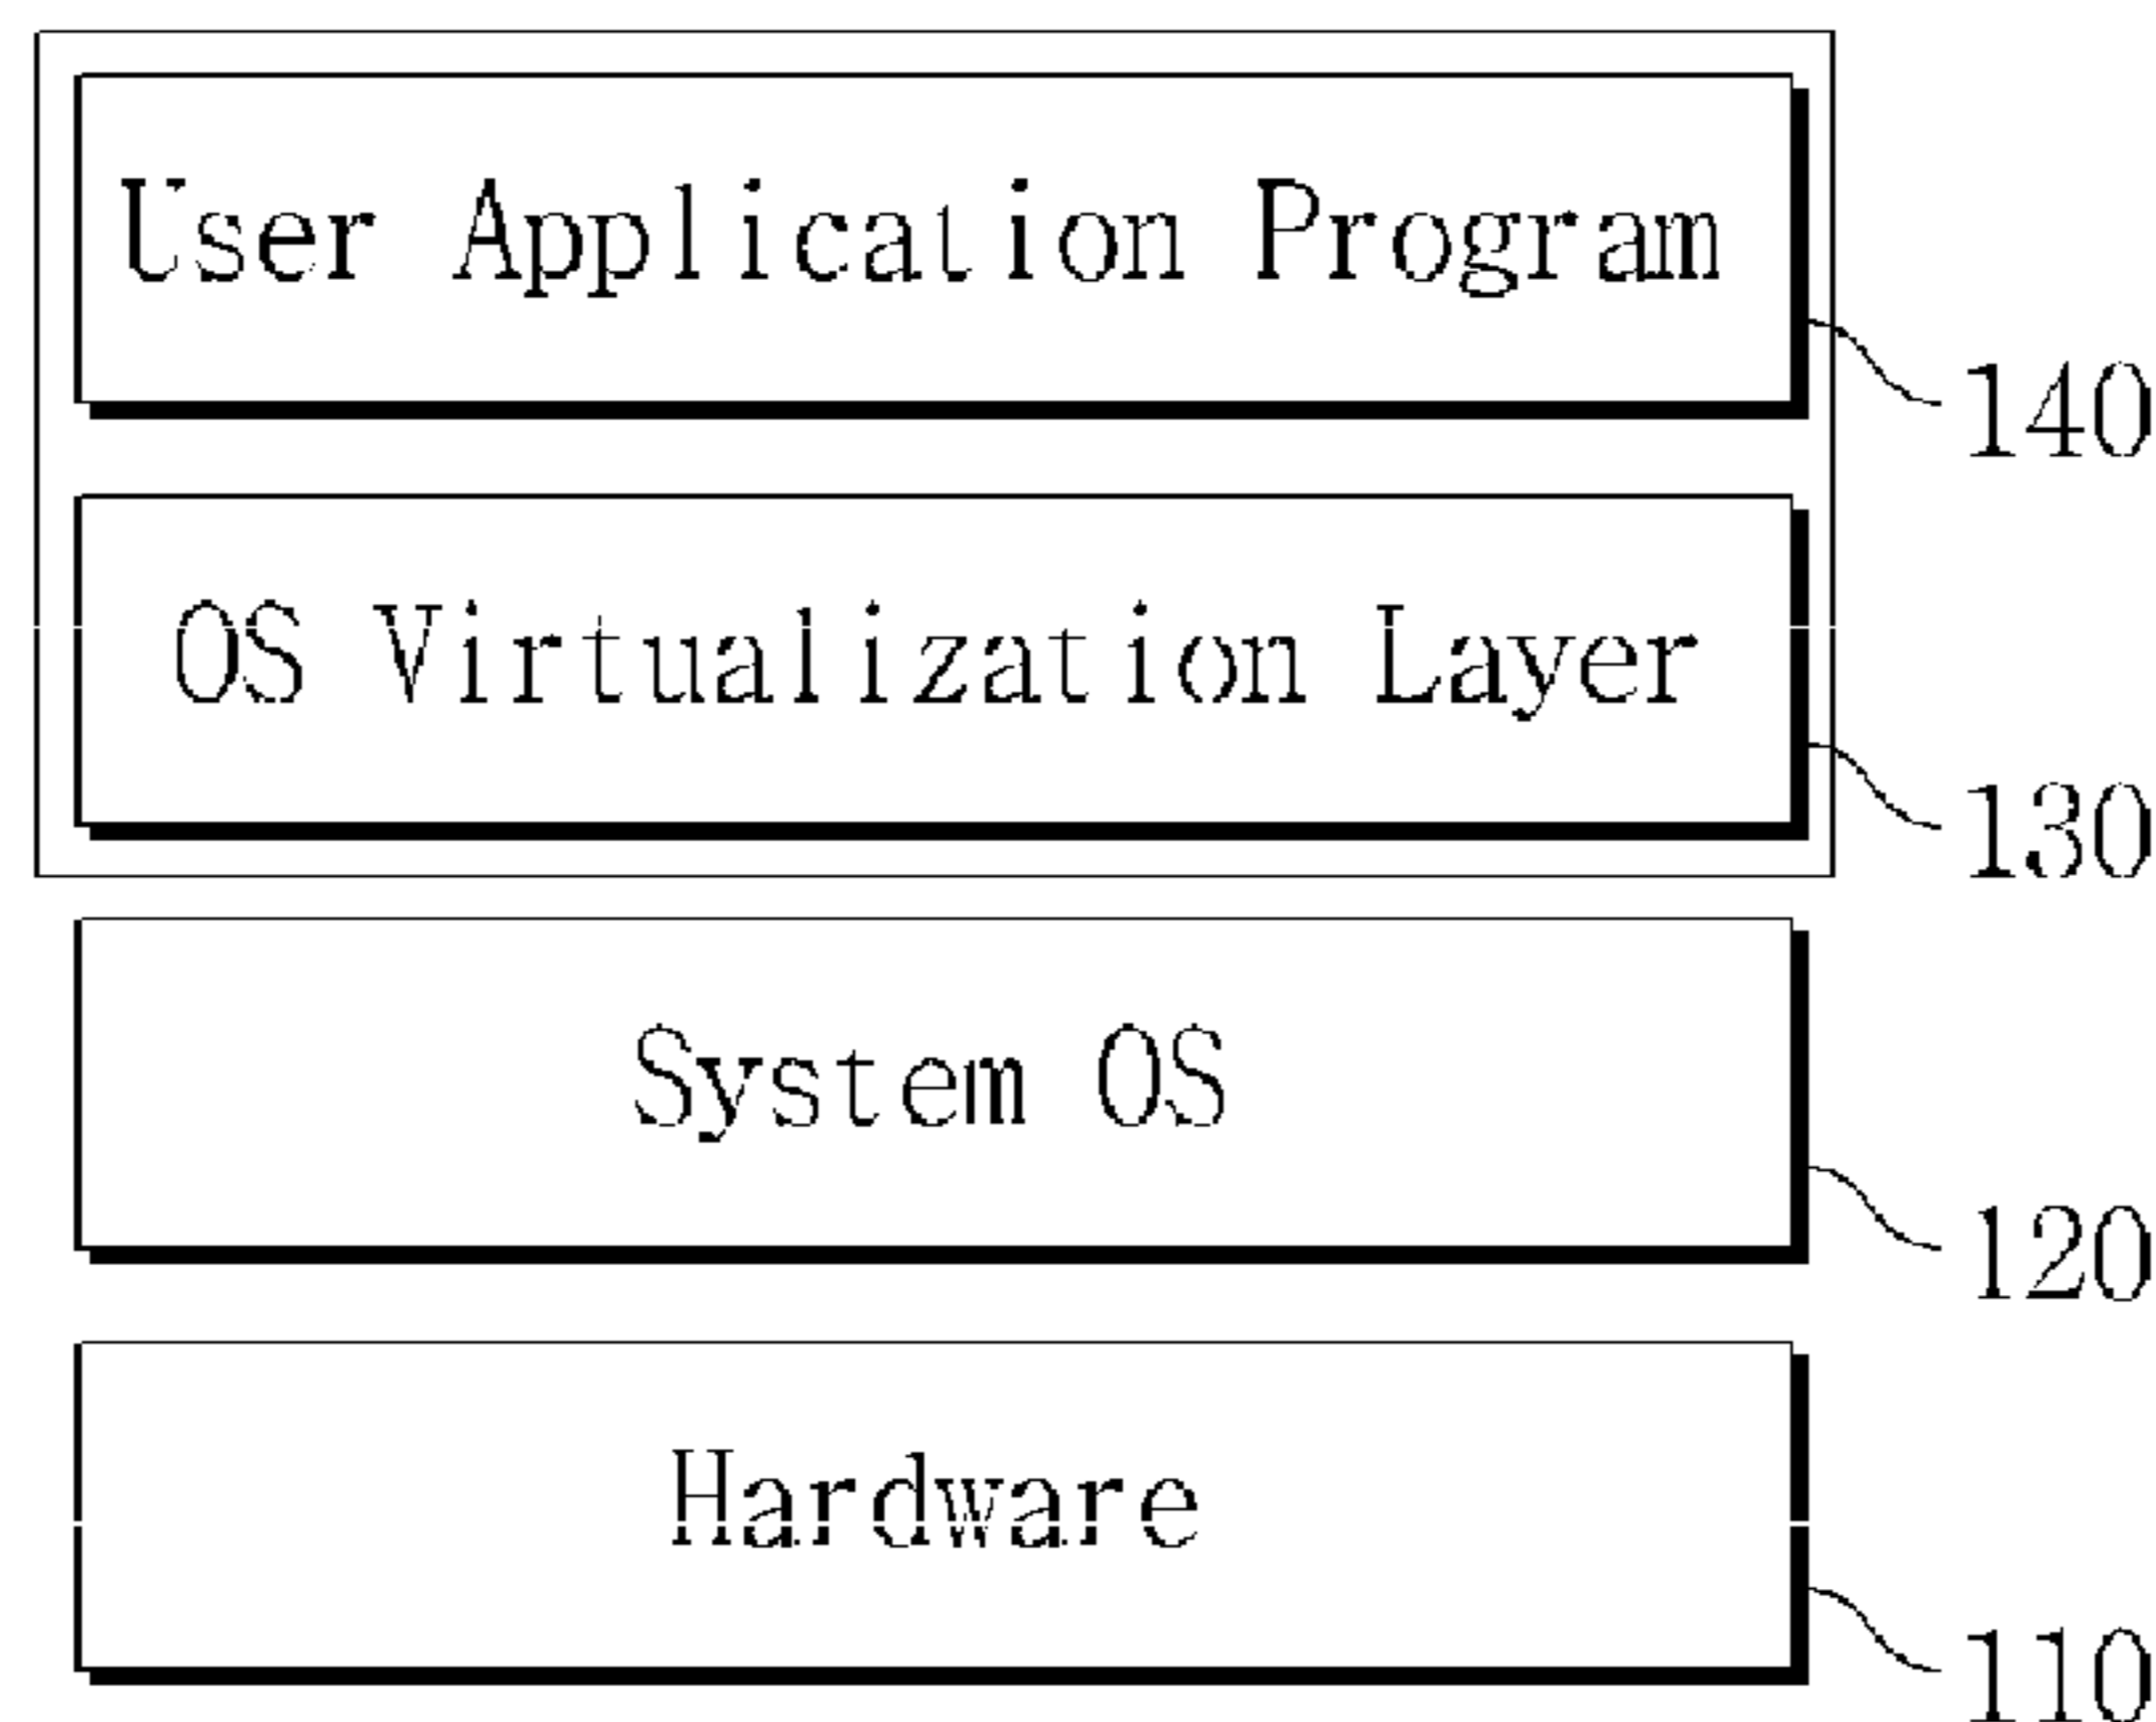 User Application Program
140
OS Virtualization Layer
130
System OS
120
Hardware
110